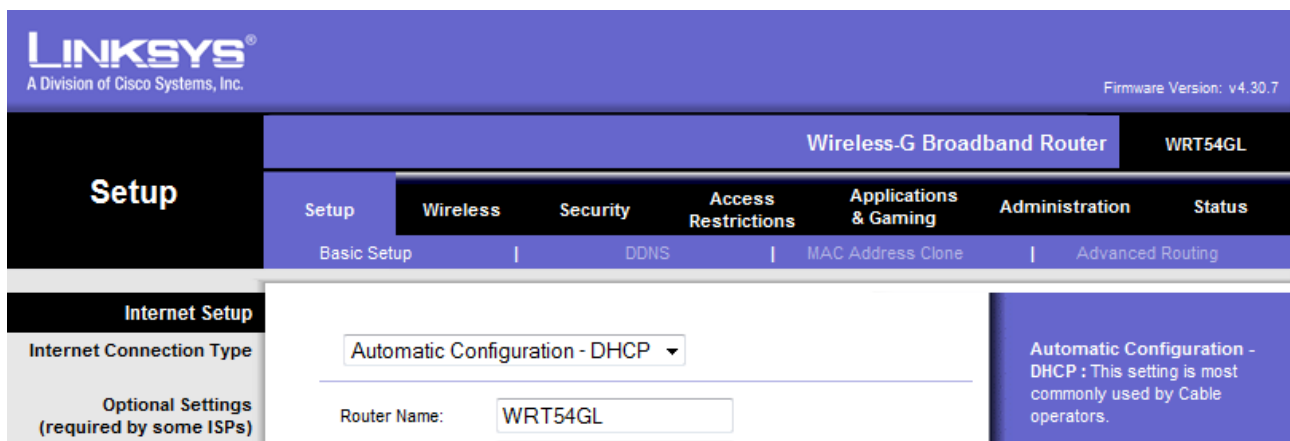 LINKSYS®
A Division of Cisco Systems, Inc.
Firmware Version: v4.30.7
Wireless-G Broadband Router WRT54GL
Setup
Setup Wireless Security Access Restrictions Applications & Gaming Administration Status
Basic Setup | DDNS | MAC Address Clone | Advanced Routing
Internet Setup
Internet Connection Type
Automatic Configuration - DHCP
Optional Settings
(required by some ISPs)
Router Name: WRT54GL
Automatic Configuration -
DHCP : This setting is most
commonly used by Cable
operators.